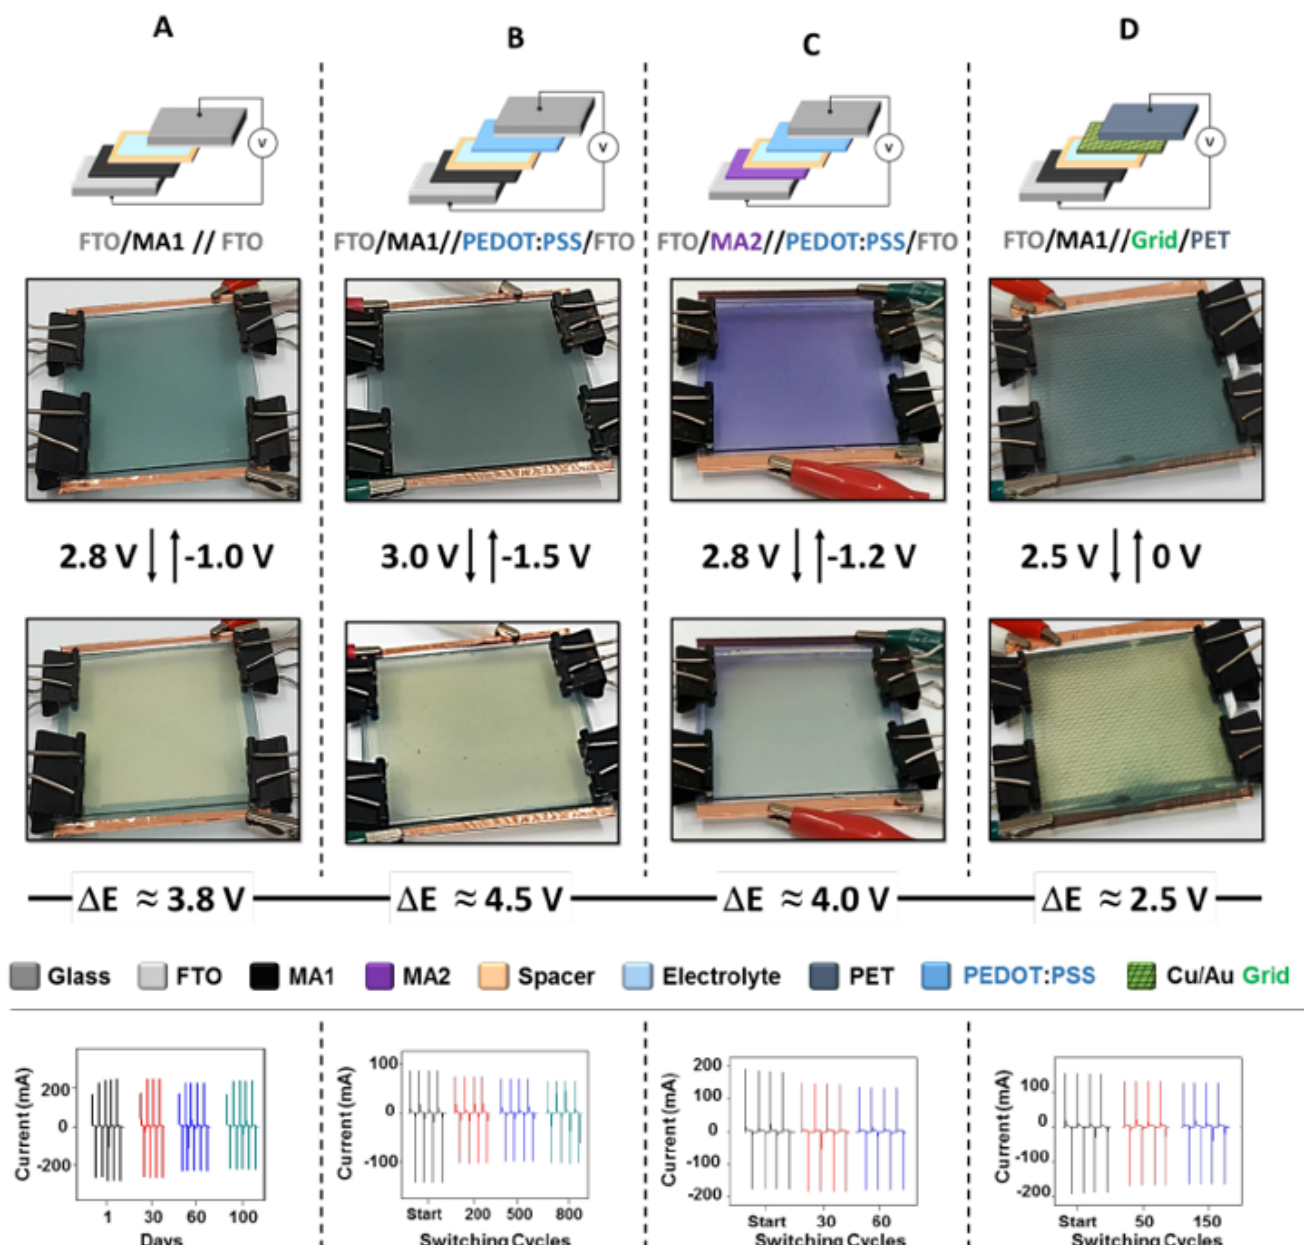 A
B
C
D
V
V
V
V
FTO/MA1 // FTO
FTO/MA1//PEDOT:PSS/FTO
FTO/MA2//PEDOT:PSS/FTO
FTO/MA1//Grid/PET
2.8 V -1.0 V
3.0 V -1.5 V
2.8 V -1.2 V
2.5 V 0 V
ΔE ≈ 3.8 V
ΔE ≈ 4.5 V
ΔE ≈ 4.0 V
ΔE ≈ 2.5 V
Glass FTO MA1 MA2 Spacer Electrolyte PET PEDOT:PSS Cu/Au Grid
Current (mA)
200
0
-200
1 30 60 100
Days
Current (mA)
100
0
-100
Start 200 500 800
Switching Cycles
Current (mA)
200
100
0
-100
-200
Start 30 60
Switching Cycles
Current (mA)
100
0
-100
-200
Start 50 150
Switching Cycles